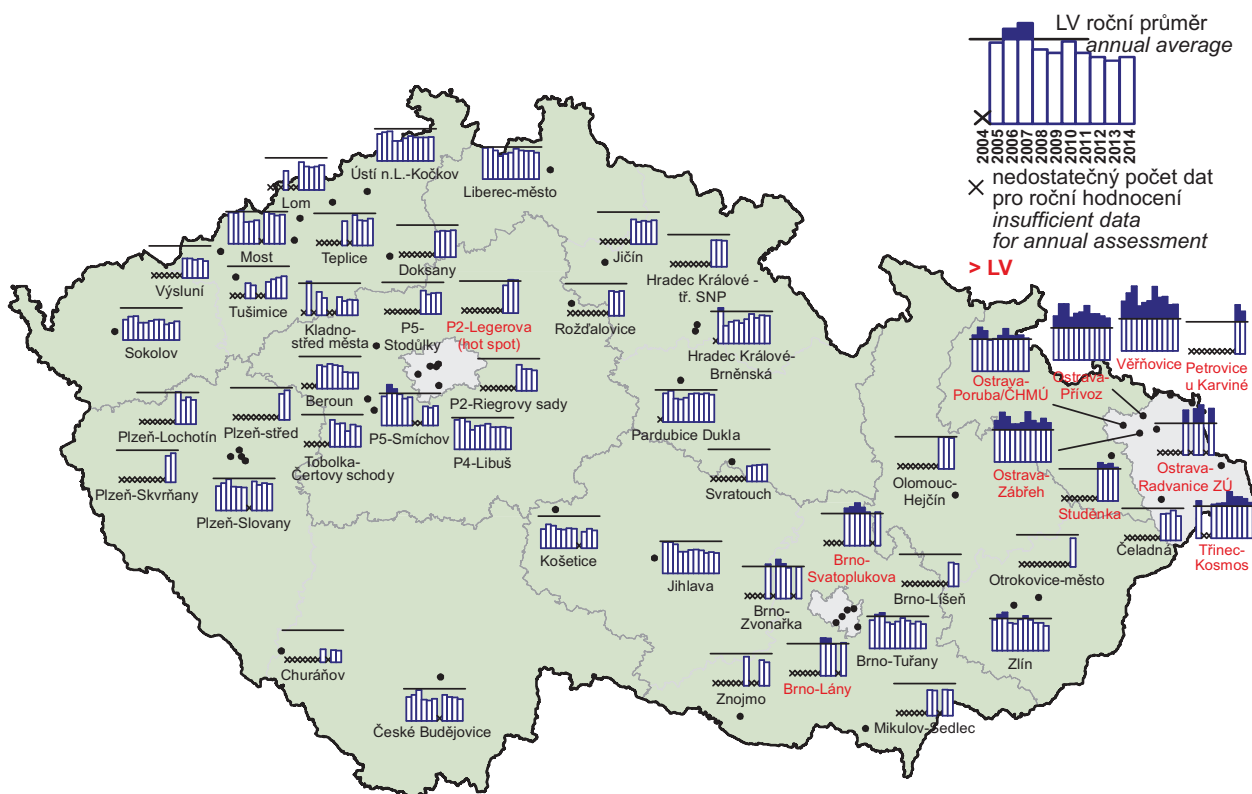 LV roční průměr
annual average
2004
2005
2006
2007
2008
2009
2010
2011
2012
2013
2014
× nedostatečný počet dat
pro roční hodnocení
insufficient data
for annual assessment
> LV
Ústí n.L.-Kočkov
Liberec-město
Lom
Most
Teplice
Doksany
Jičín
Hradec Králové -
tř. SNP
Výsluní
Tušimice
Kladno-
střed města
P5-
Stodůlky
P2-Legerova
(hot spot)
Rožďalovice
Sokolov
Hradec Králové-
Brněnská
Ostrava-
Poruba/ČHMÚ
Ostrava-
Přívoz
Věřňovice
Petrovice
u Karviné
Beroun
P2-Riegrovy sady
Plzeň-Lochotín
Plzeň-střed
P5-Smíchov
Pardubice Dukla
Tobolka-
Čertovy schody
P4-Libuš
Plzeň-Skvrňany
Svratouch
Olomouc-
Hejčín
Ostrava-
Zábřeh
Ostrava-
Radvanice ZÚ
Plzeň-Slovany
Studénka
Košetice
Jihlava
Brno-
Svatoplukova
Čeladná
Třinec-
Kosmos
Brno-
Zvonařka
Brno-Líšeň
Otrokovice-město
Churáňov
Brno-Tuřany
Zlín
Znojmo
Brno-Lány
České Budějovice
Mikulov-Sedlec